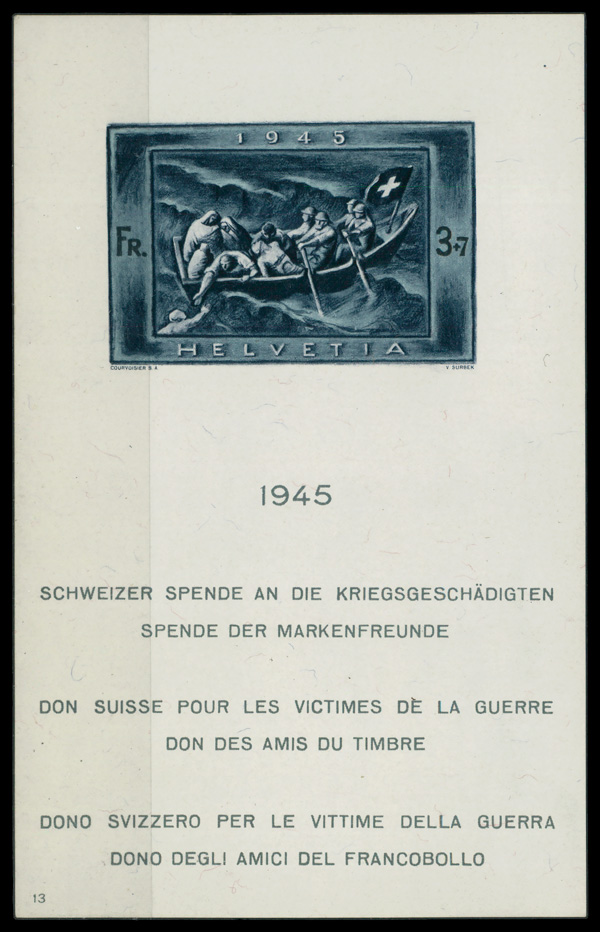 1945
FR. 3+7
HELVETIA
COURVOISIER S.A V. SURBEK
1945
SCHWEIZER SPENDE AN DIE KRIEGSGESCHÄDIGTEN
SPENDE DER MARKENFREUNDE
DON SUISSE POUR LES VICTIMES DÈ LA GUERRE
DON DES AMIS DU TIMBRE
DONO SVIZZERO PER LE VITTIME DELLA GUERRA
DONO DEGLI AMICI DEL FRANCOBOLLO
13